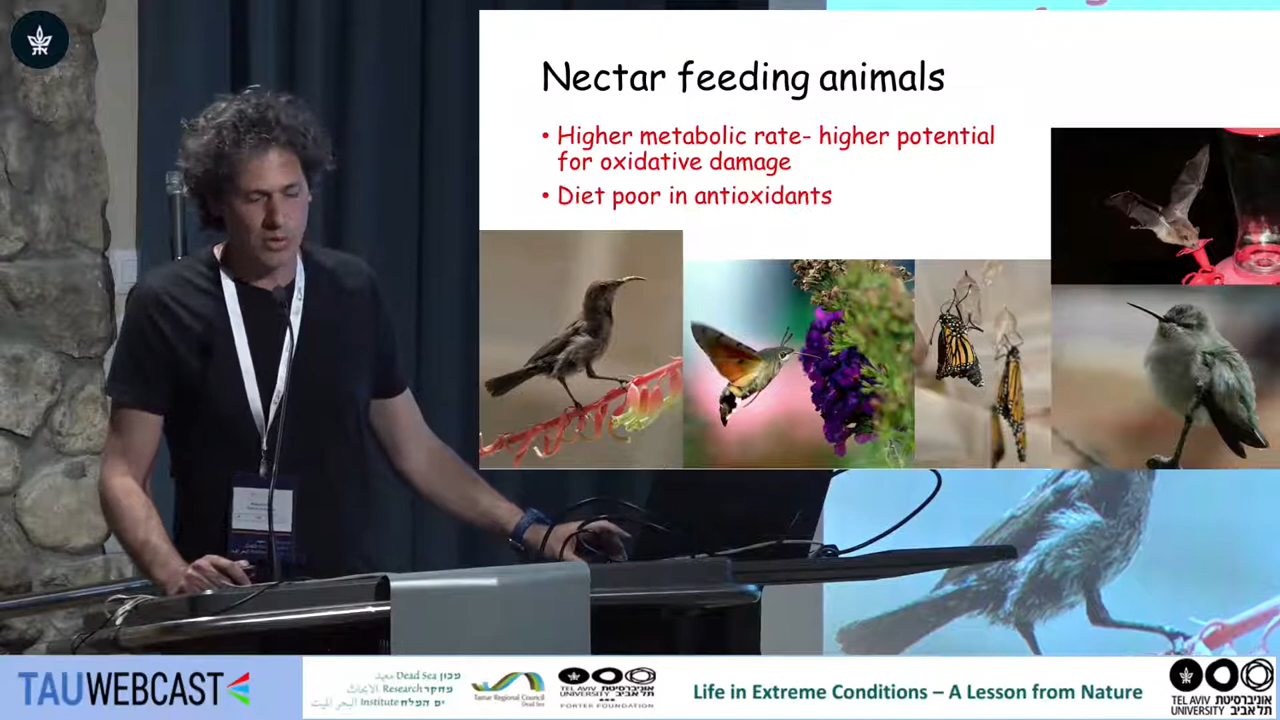 Nectar feeding animals
• Higher metabolic rate- higher potential
for oxidative damage
• Diet poor in antioxidants
TAUWEBCAST
Dead Sea מכון
Research מחקר
Institute ים המלח
Tamar Regional Council
Dead Sea
TEL AVIV אוניברסיטת
UNIVERSITY תל אביב
PORTER FOUNDATION
Life in Extreme Conditions – A Lesson from Nature
TEL AVIV אוניברסיטת
UNIVERSITY תל אביב